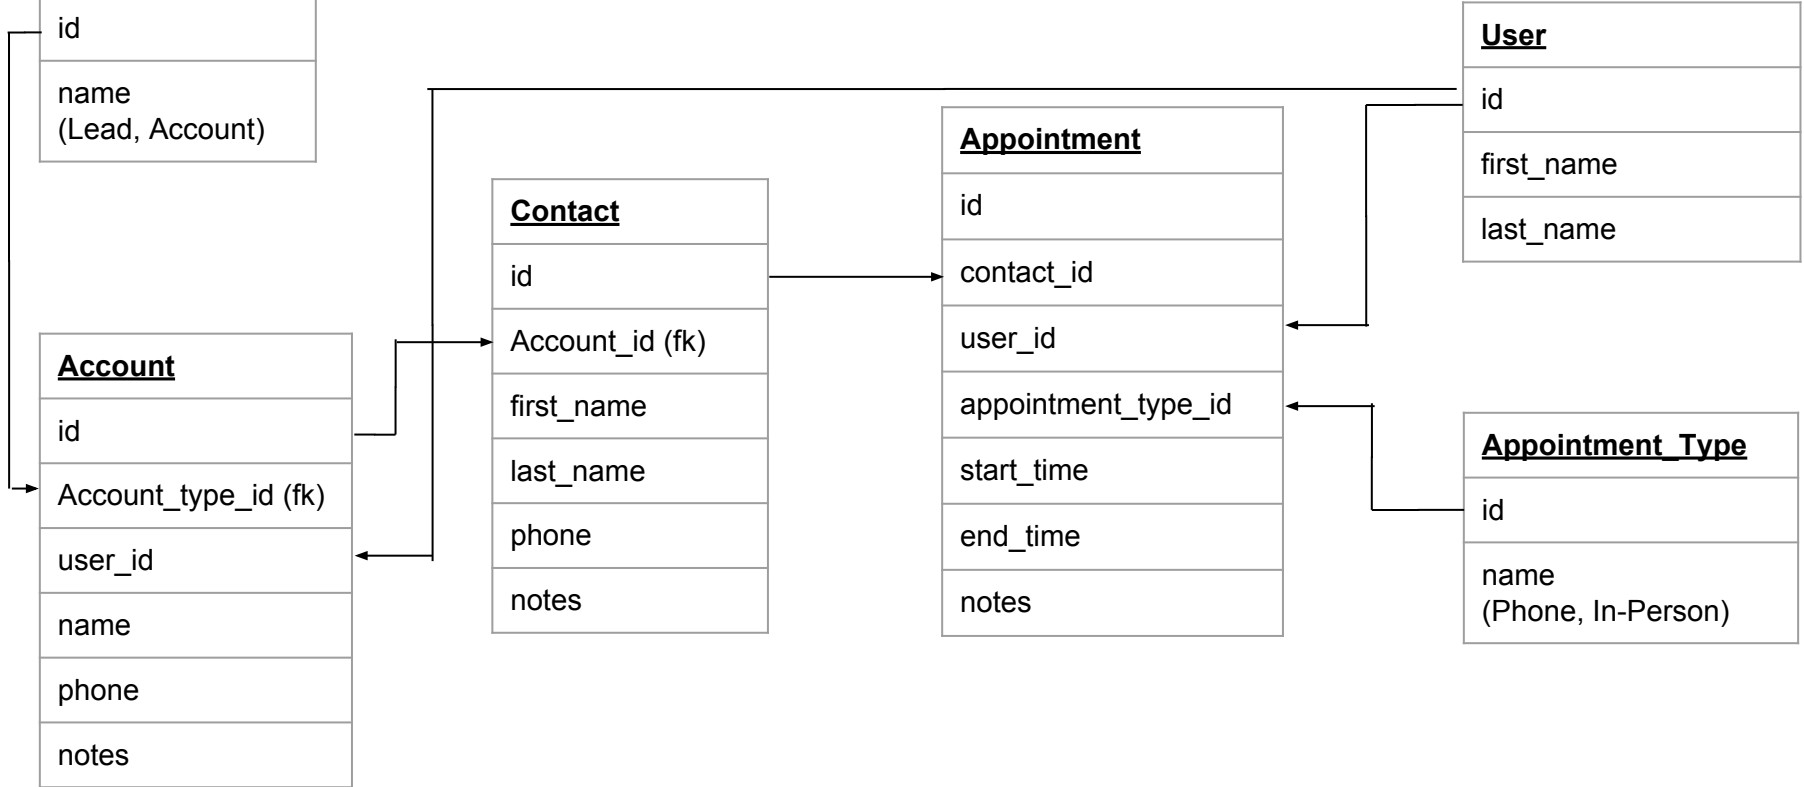 id
name
(Lead, Account)
Account
id
Account_type_id (fk)
user_id
name
phone
notes
Contact
id
Account_id (fk)
first_name
last_name
phone
notes
Appointment
id
contact_id
user_id
appointment_type_id
start_time
end_time
notes
User
id
first_name
last_name
Appointment_Type
id
name
(Phone, In-Person)